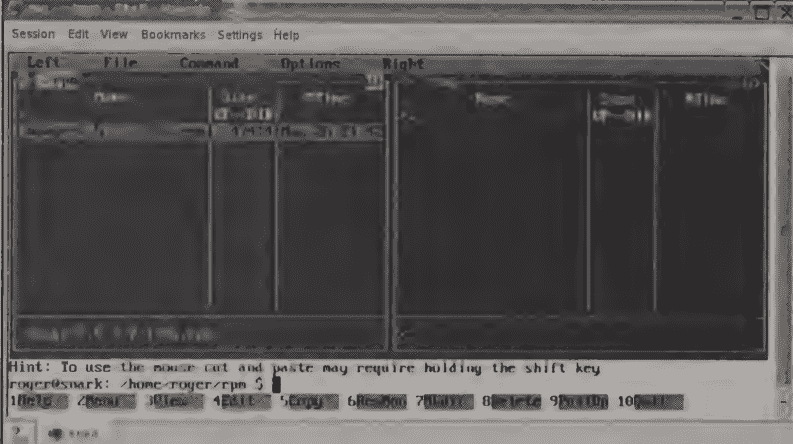 Session Edit View Bookmarks Settings Help
Left File Command Options Right
Name Size MTime Name Size MTime
UP--DIR UP--DIR
Hint: To use the mouse cut and paste may require holding the shift key
roger@snark: /home/roger/rpm $
1Help 2Menu 3View 4Edit 5Copy 6RenMov 7Mkdir 8Delete 9PullDn 10Quit